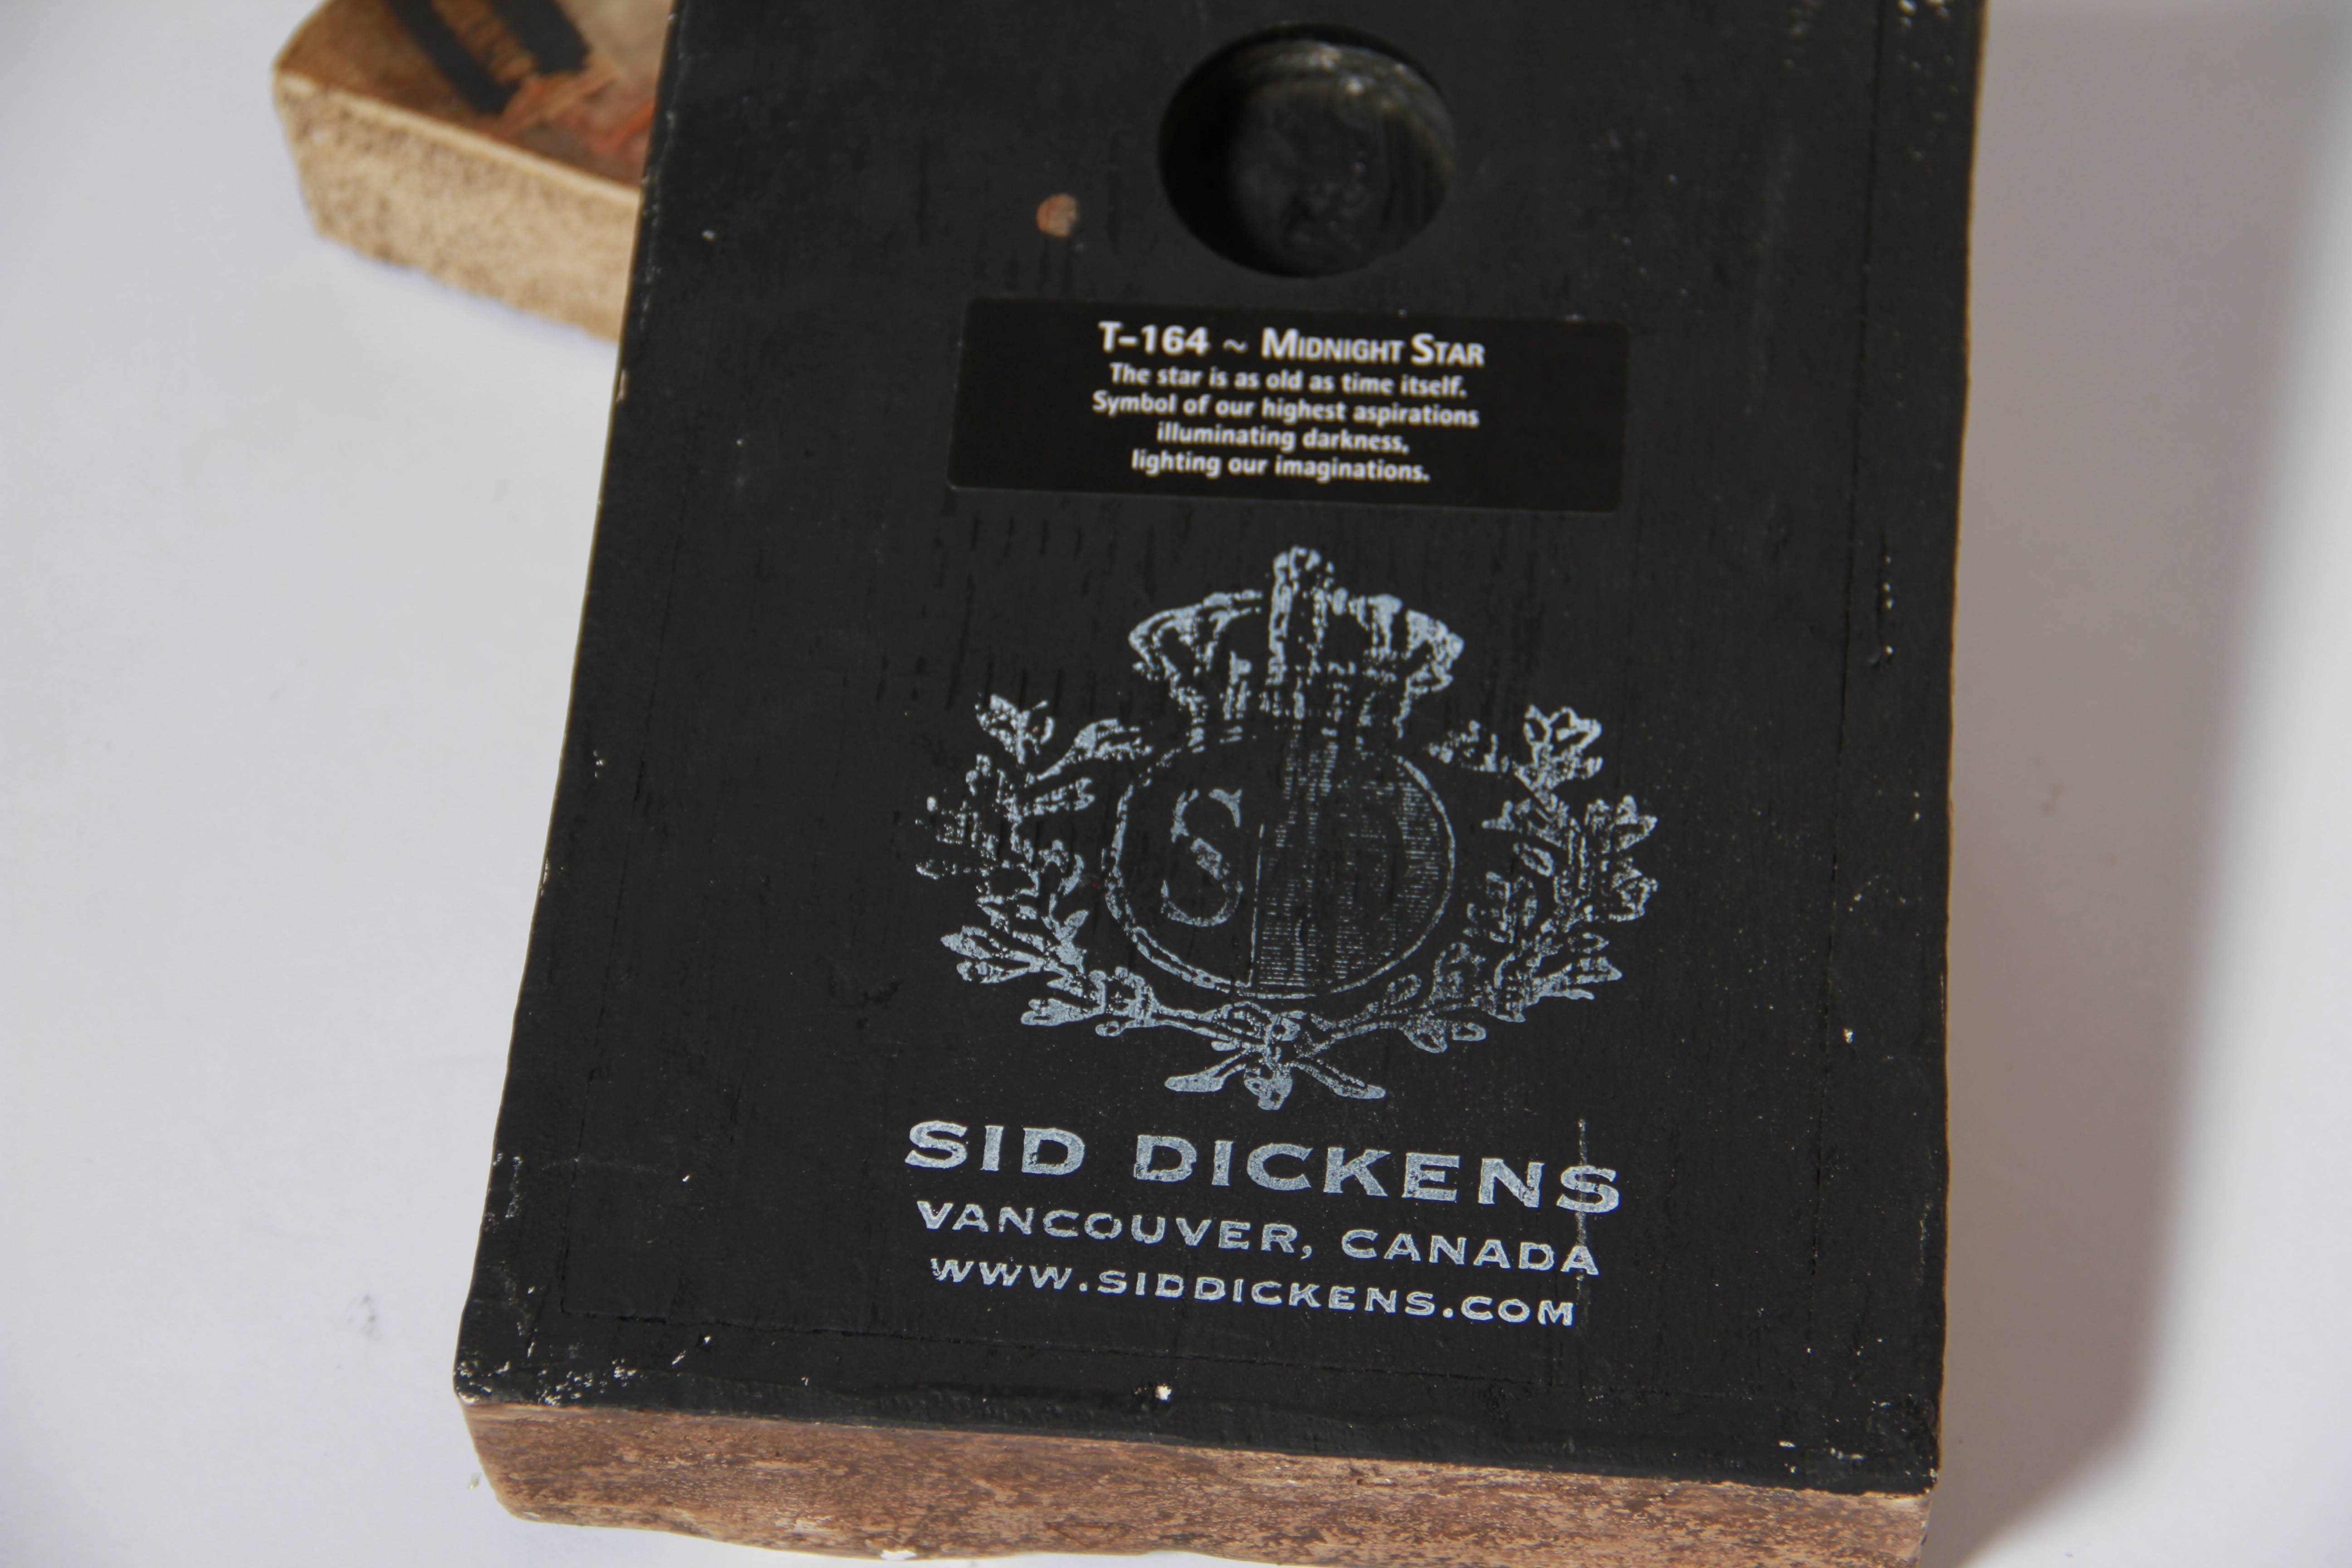 T-164 ~ MIDNIGHT STAR
The star is as old as time itself.
Symbol of our highest aspirations
illuminating darkness,
lighting our imaginations.
S D
SID DICKENS
VANCOUVER, CANADA
WWW.SIDDICKENS.COM